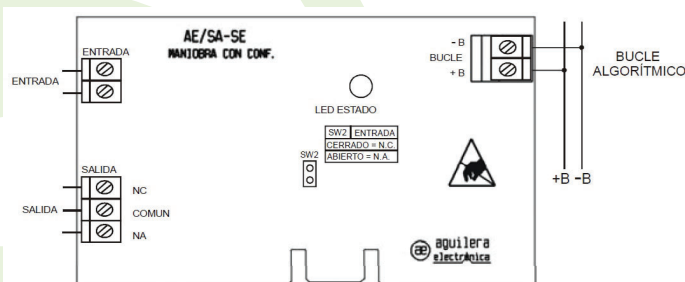 AE/SA-SE
MANIOBRA CON CONF.
ENTRADA
ENTRADA
- B
BUCLE
+ B
BUCLE
ALGORÍTMICO
+B -B
LED ESTADO
SW2 ENTRADA
CERRADO = N.C.
ABIERTO = N.A.
SW2
SALIDA
SALIDA
NC
COMUN
NA
ae aguilera
electrónica